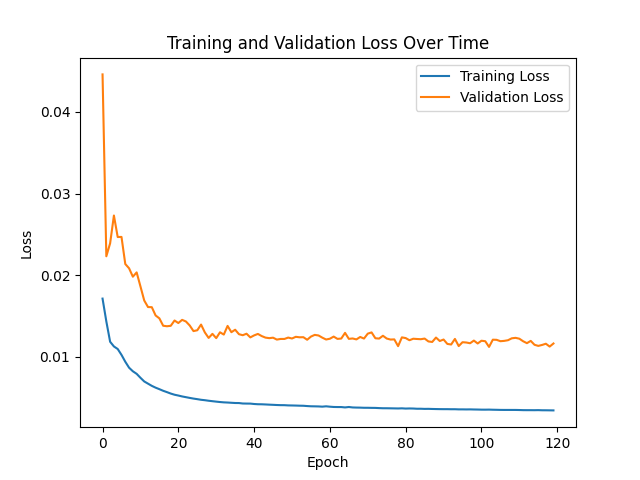 Training and Validation Loss Over Time
Training Loss
Validation Loss
0.04
0.03
0.02
0.01
Loss
0 20 40 60 80 100 120
Epoch